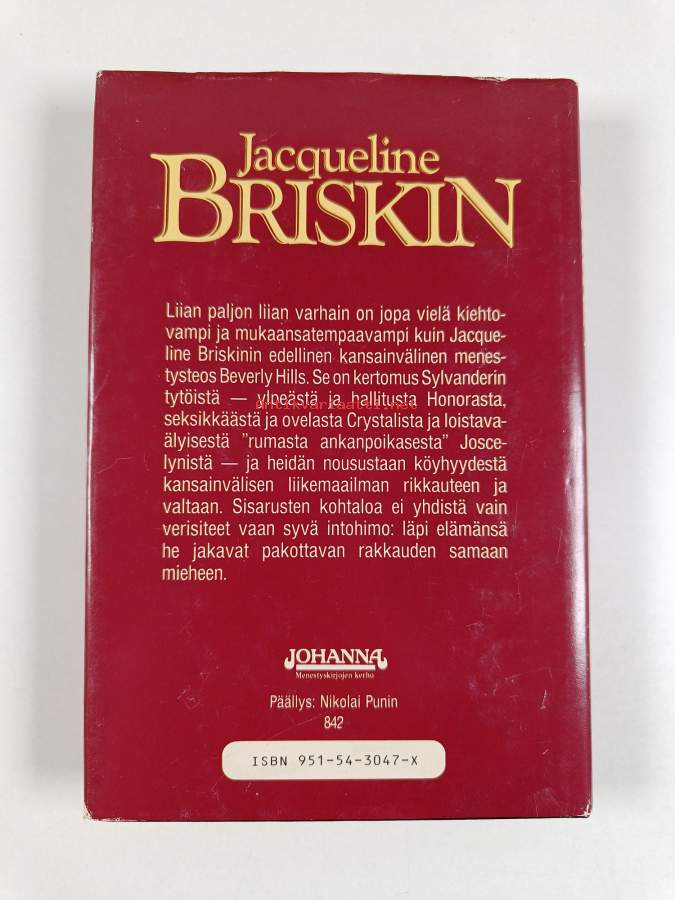 Jacqueline
BRISKIN
Liian paljon liian varhain on jopa vielä kiehto-
vampi ja mukaansatempaavampi kuin Jacque-
line Briskinin edellinen kansainvälinen menes-
tysteos Beverly Hills. Se on kertomus Sylvanderin
tytöistä — ylpeästä ja hellitusta Honorasta,
antikvariaatti.net
seksikkäästä ja ovelasta Crystalista ja loistava-
älyisestä "rumasta ankanpoikasesta" Josce-
lynistä — ja heidän nousustaan köyhyydestä
kansainvälisen liikemaailman rikkauteen ja
valtaan. Sisarusten kohtaloa ei yhdistä vain
verisiteet vaan syvä intohimo: läpi elämänsä
he jakavat pakottavan rakkauden samaan
mieheen.
JOHANNA
Menestyskirjojen kerho
Päällys: Nikolai Punin
842
ISBN 951-54-3047-X